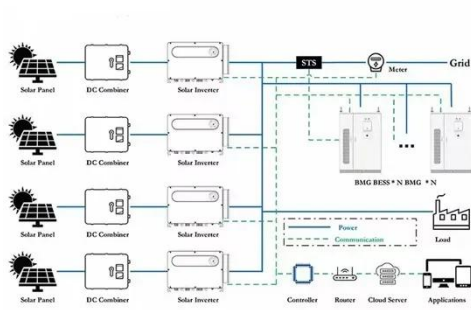 STS
Meter
Grid
Solar Panel
DC Combiner
Solar Inverter
Solar Panel
DC Combiner
Solar Inverter
BMG BESS * N BMG * N
Solar Panel
DC Combiner
Solar Inverter
Power
Communication
Load
Solar Panel
DC Combiner
Solar Inverter
Controller
Router
Cloud Server
Applications